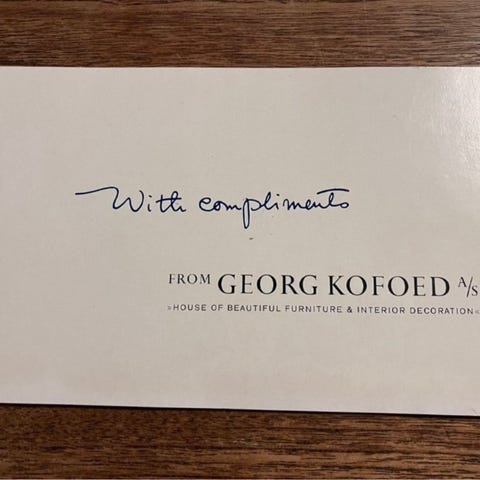 With compliments
FROM GEORG KOFOED A/S
»HOUSE OF BEAUTIFUL FURNITURE & INTERIOR DECORATION«